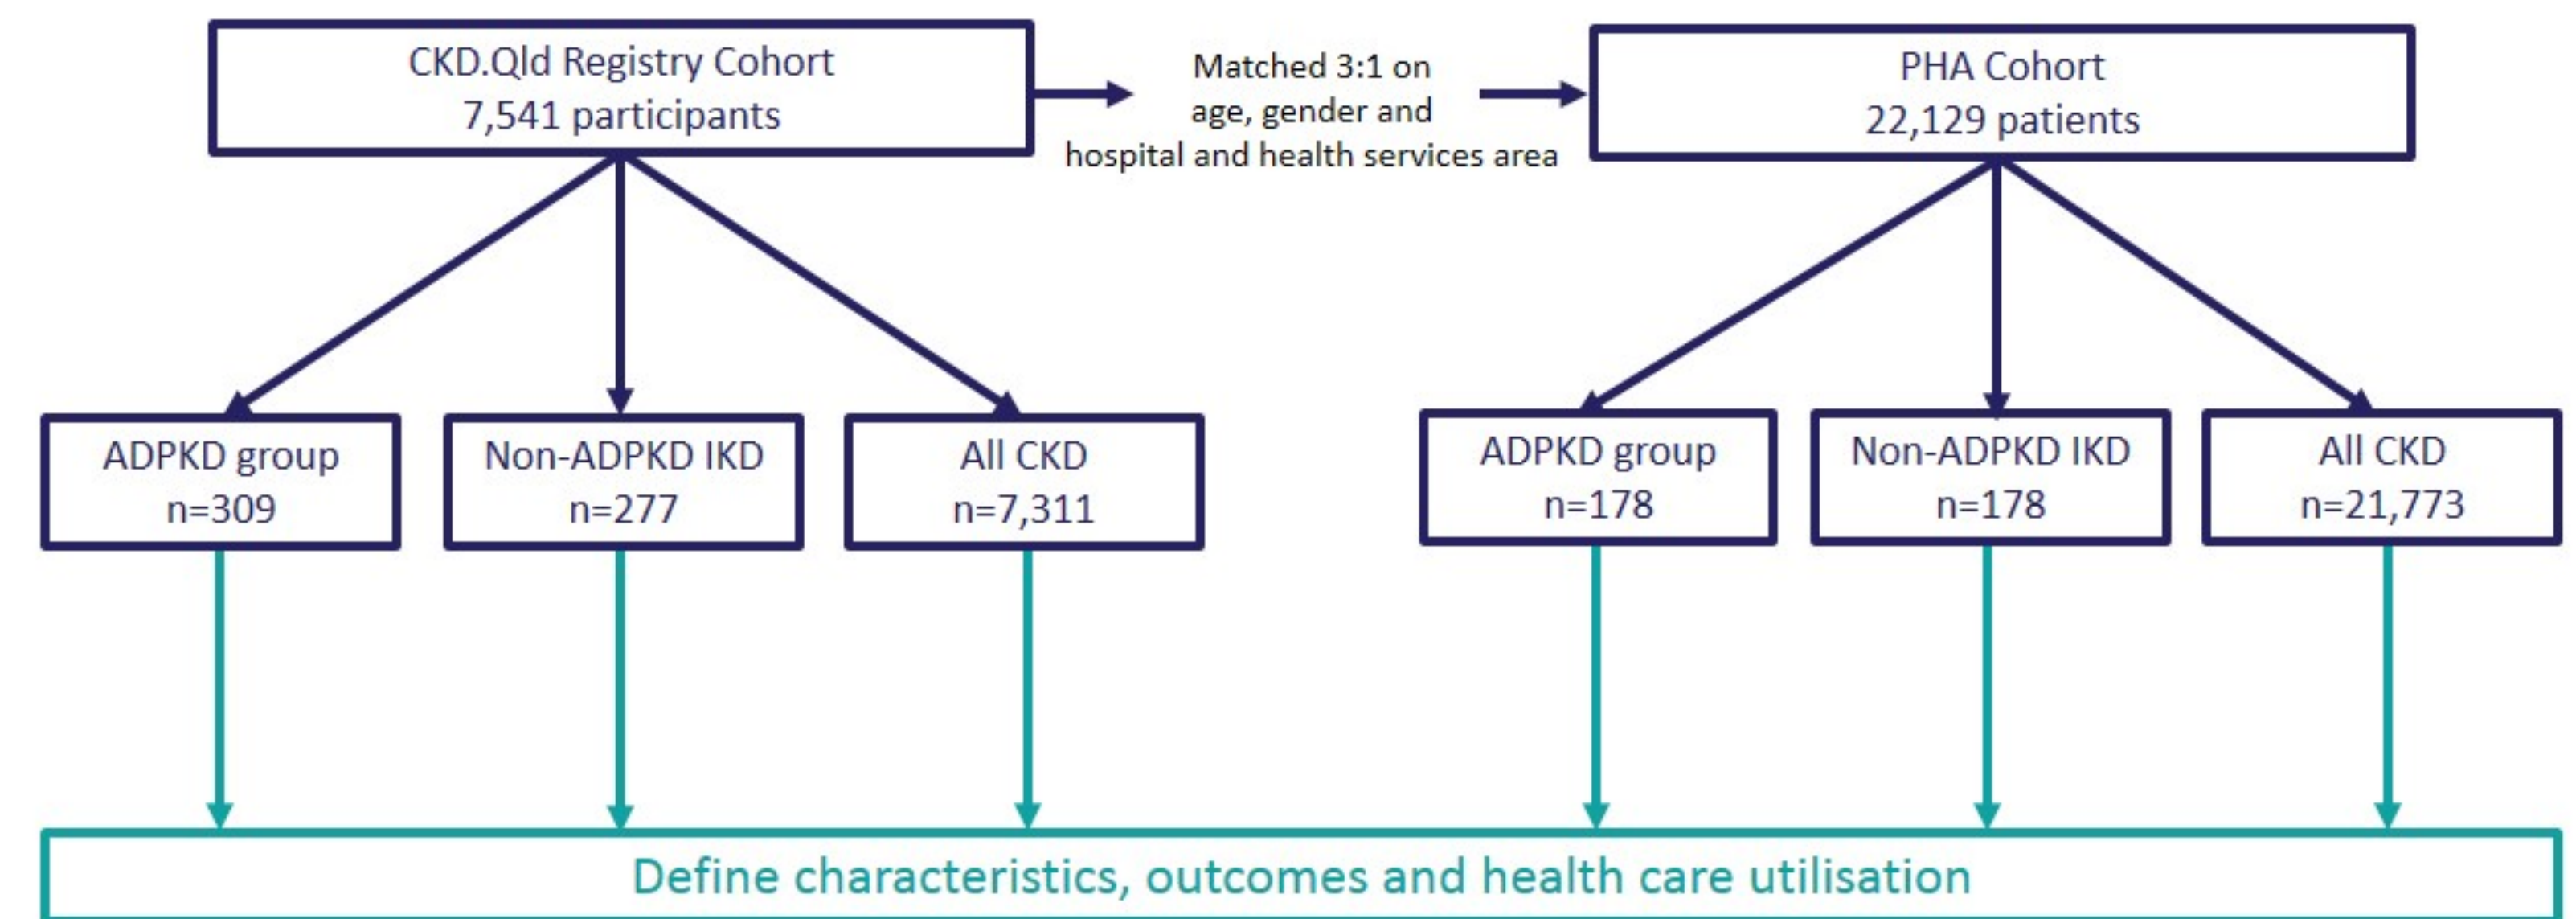 CKD.Qld Registry Cohort
7,541 participants
Matched 3:1 on
age, gender and
hospital and health services area
PHA Cohort
22,129 patients
ADPKD group
n=309
Non-ADPKD IKD
n=277
All CKD
n=7,311
ADPKD group
n=178
Non-ADPKD IKD
n=178
All CKD
n=21,773
Define characteristics, outcomes and health care utilisation